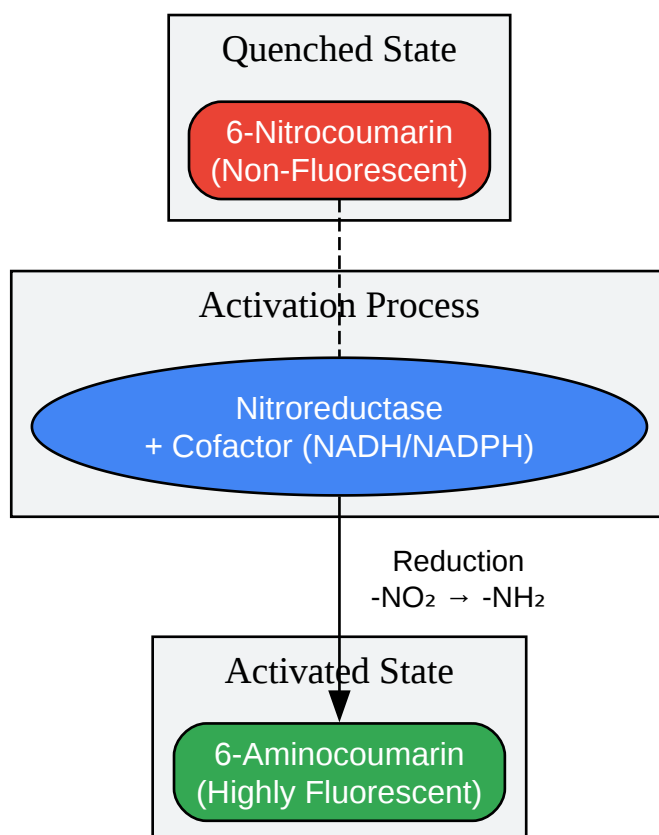 Quenched State
6-Nitrocoumarin
(Non-Fluorescent)
Activation Process
Nitroreductase
+ Cofactor (NADH/NADPH)
Reduction
-NO₂ → -NH₂
Activated State
6-Aminocoumarin
(Highly Fluorescent)